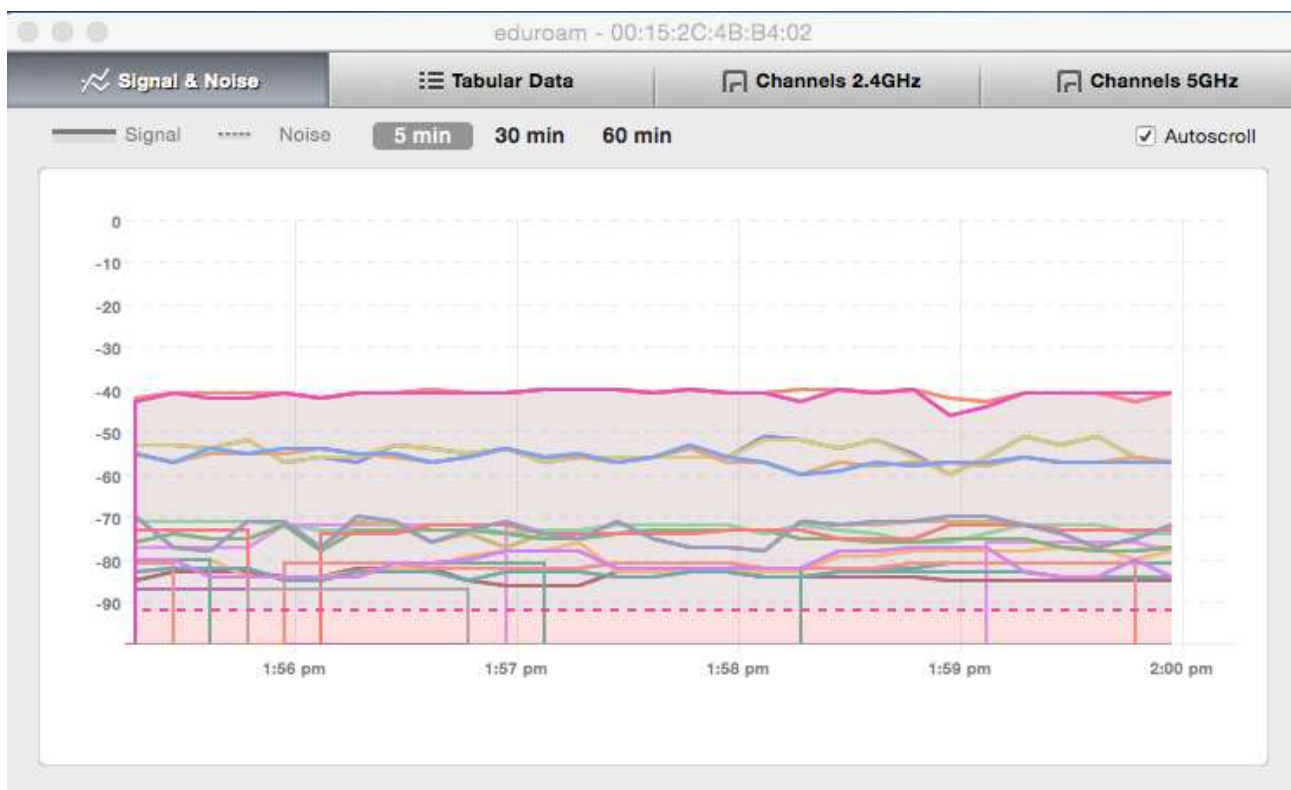 eduroam - 00:15:2C:4B:B4:02
Signal & Noise Tabular Data Channels 2.4GHz Channels 5GHz
Signal Noise 5 min 30 min 60 min Autoscroll
0
-10
-20
-30
-40
-50
-60
-70
-80
-90
1:56 pm 1:57 pm 1:58 pm 1:59 pm 2:00 pm